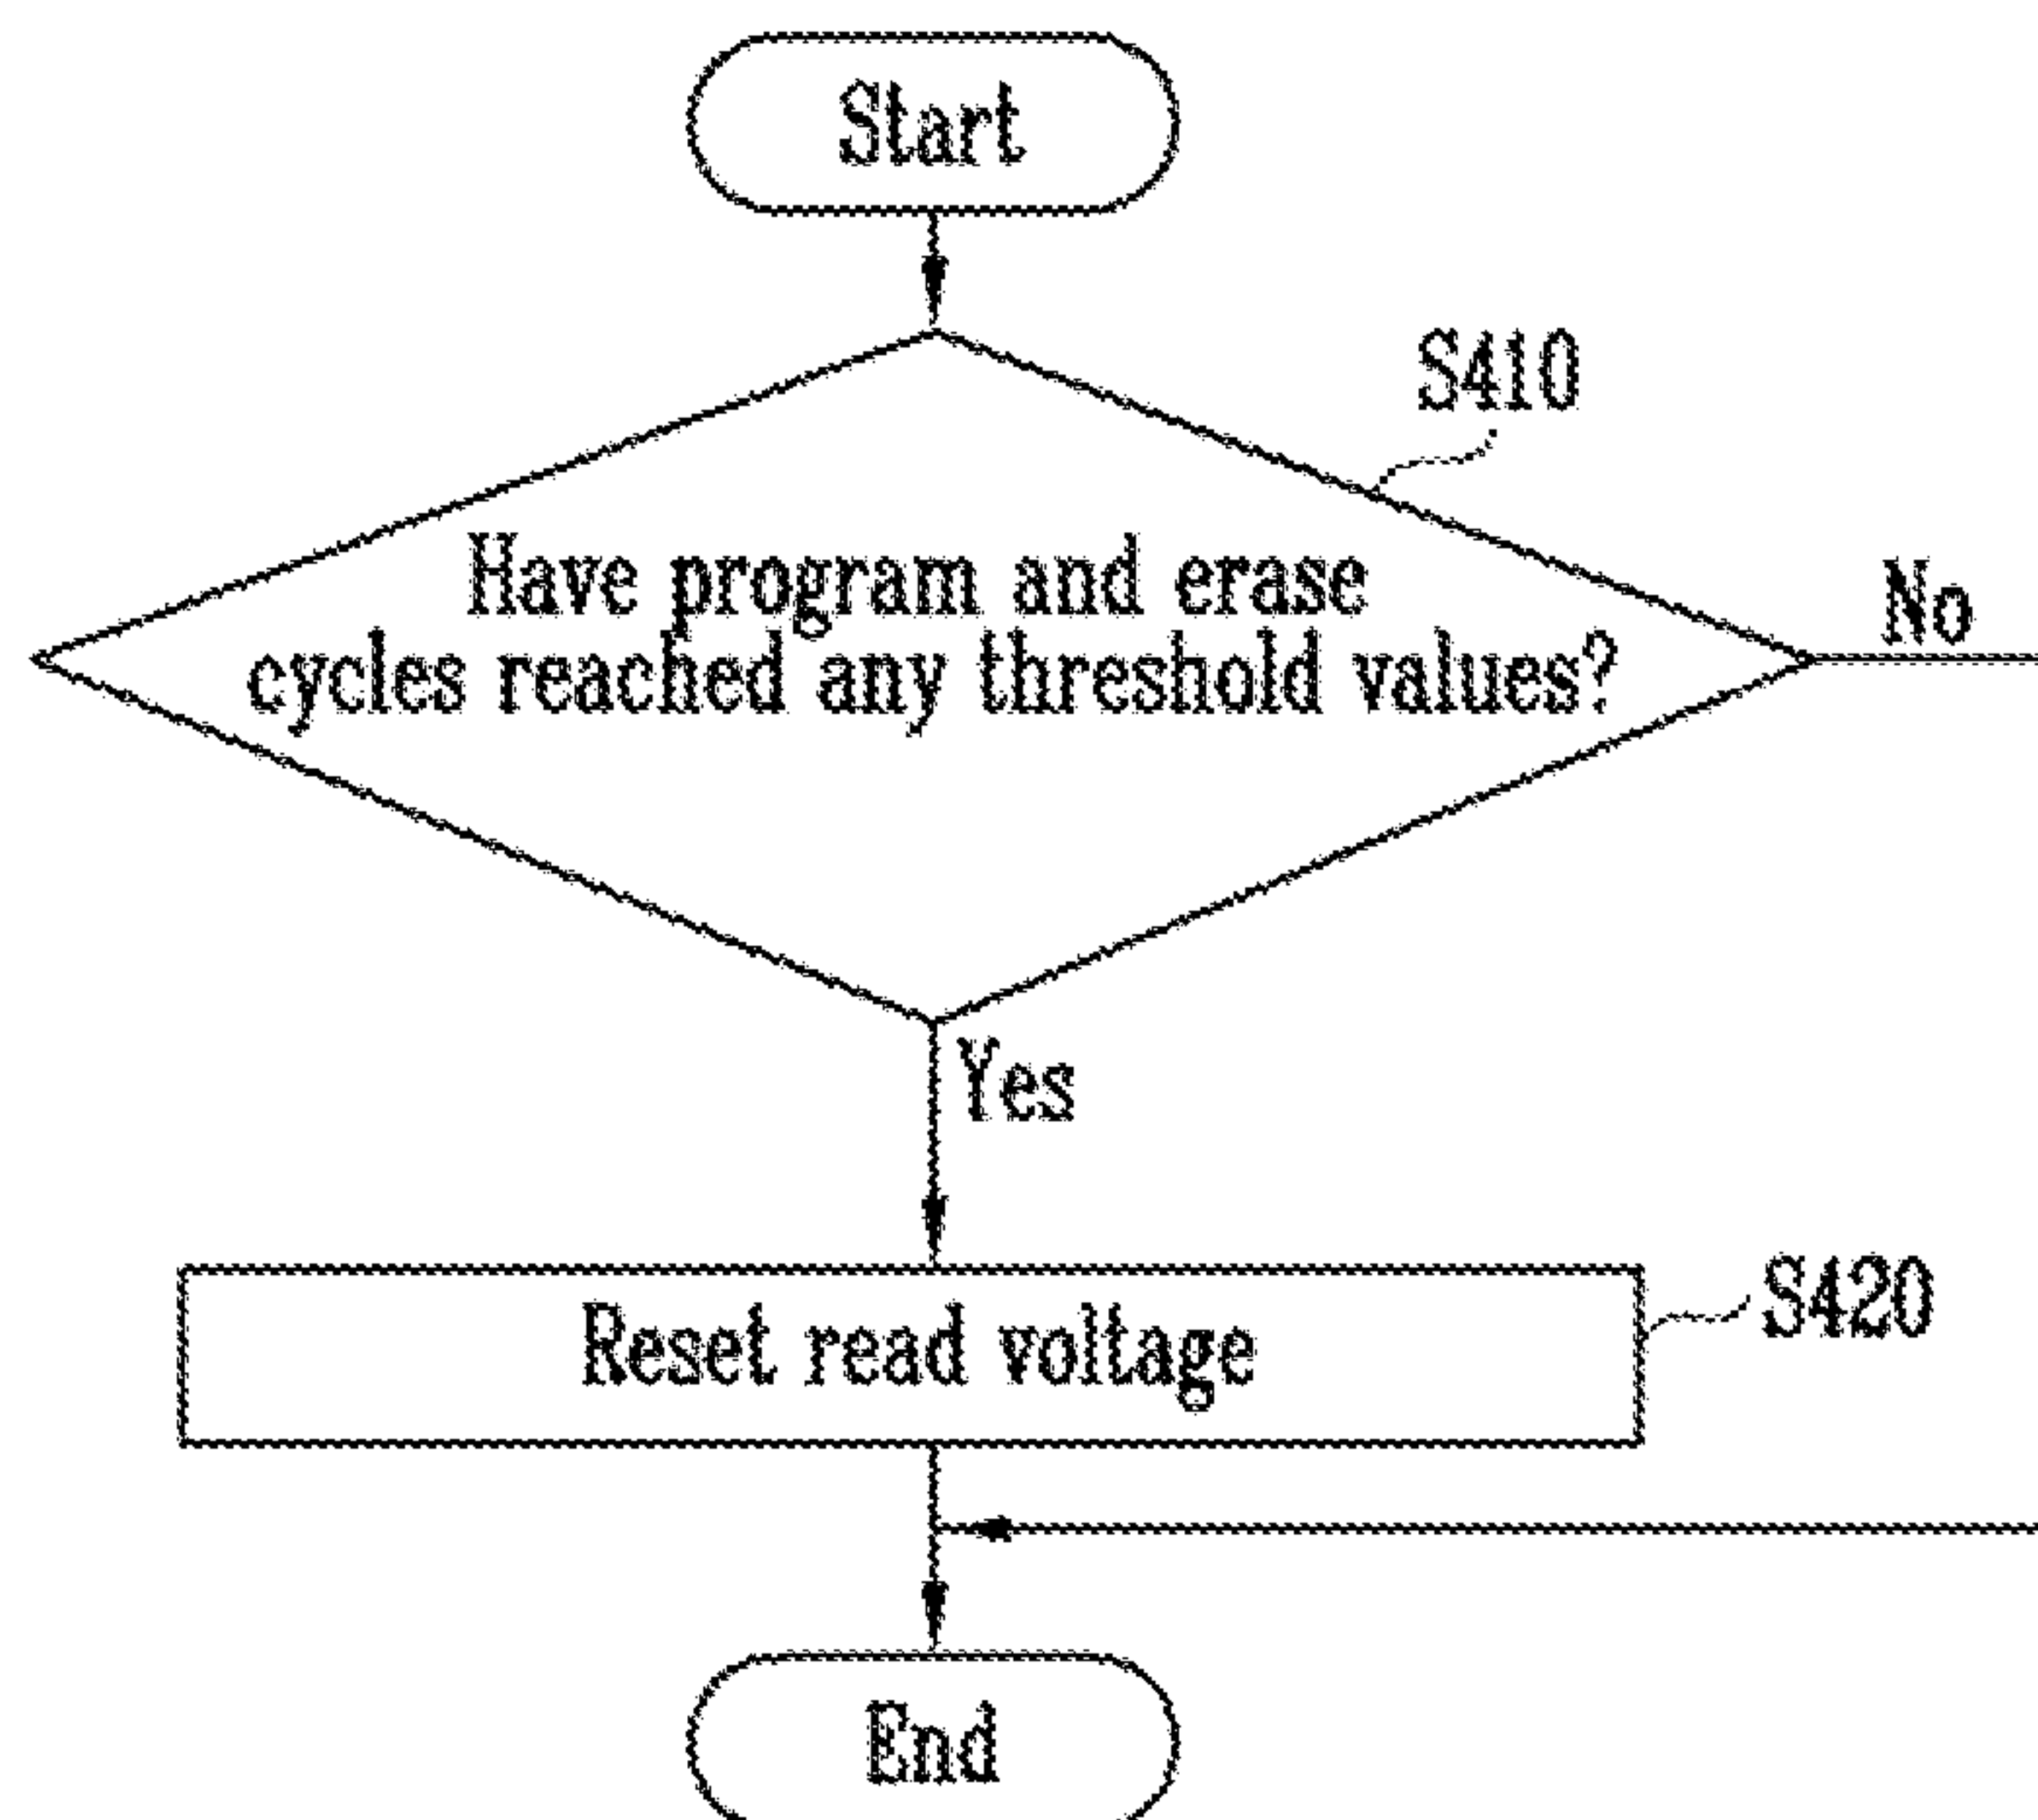 Start
S410
Have program and erase
cycles reached any threshold values?
No
Yes
Reset read voltage
S420
End